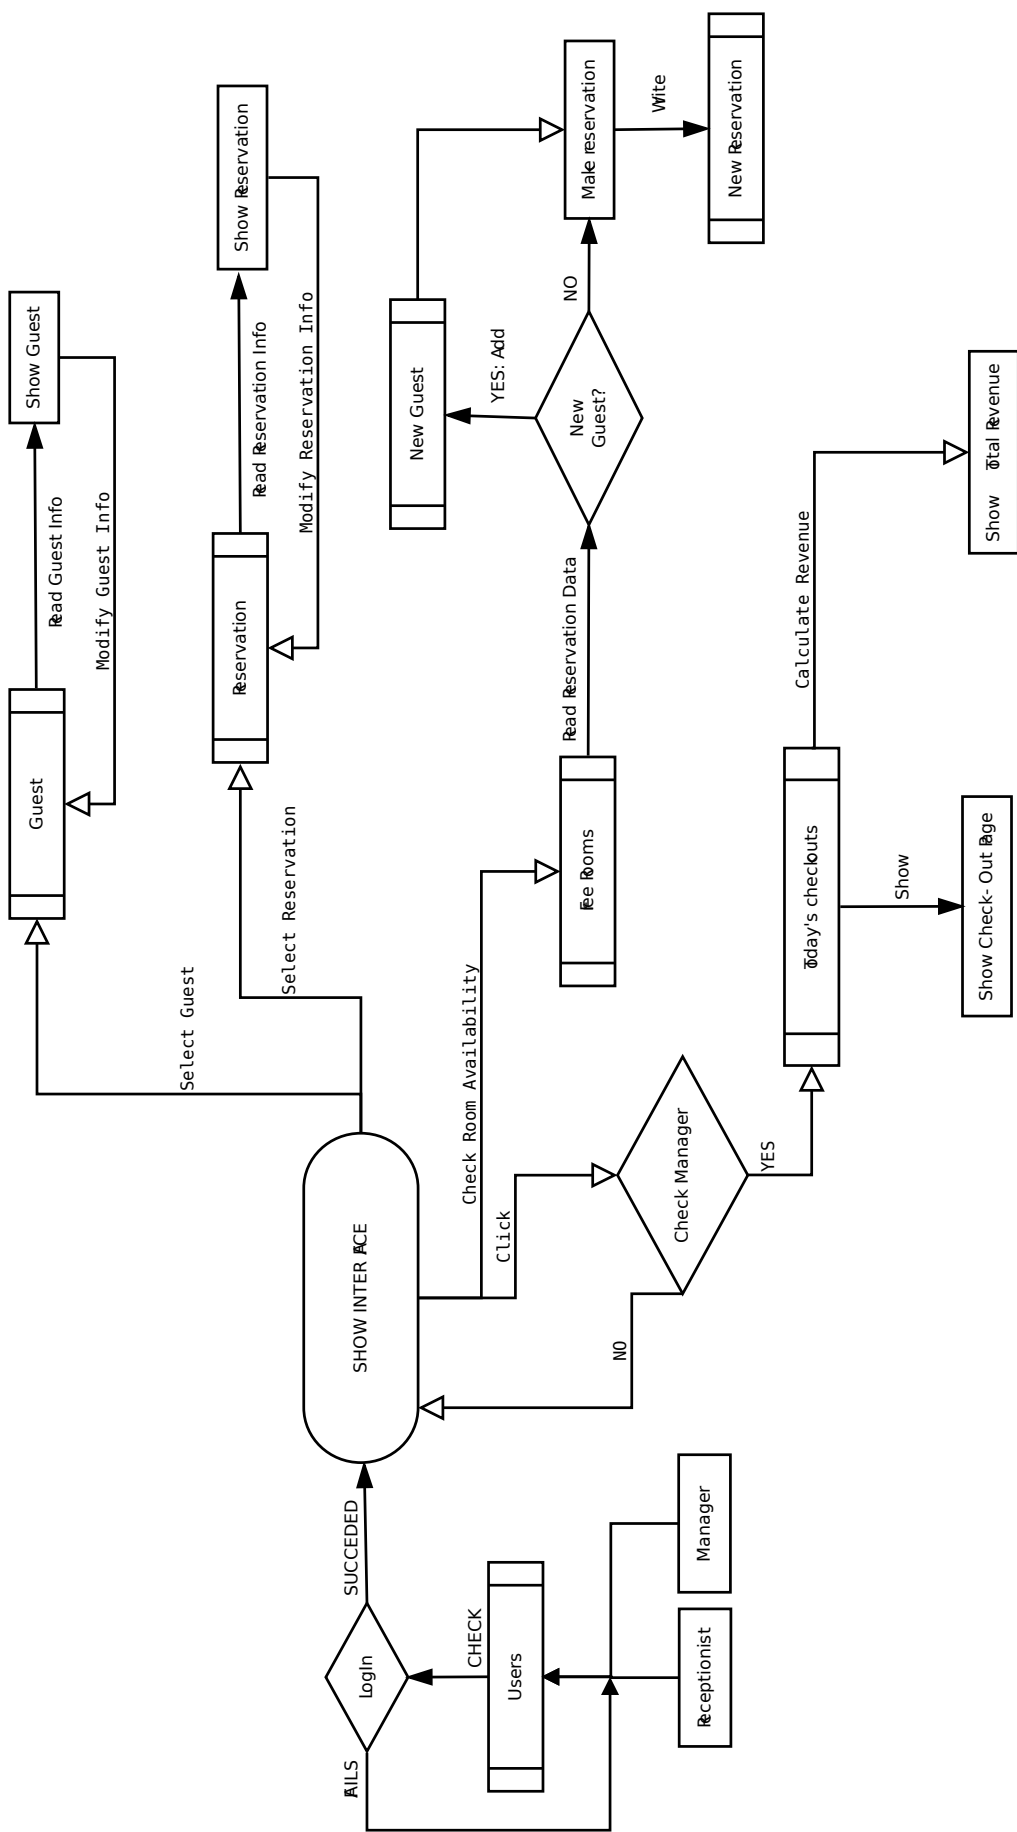 FAILS
LogIn
SUCCEDED
CHECK
Users
Receptionist
Manager
SHOW INTERFACE
NO
Click
Check Manager
YES
Check Room Availability
Select Guest
Guest
Read Guest Info
Modify Guest Info
Show Guest
Select Reservation
Reservation
Read Reservation Info
Modify Reservation Info
Show Reservation
Free Rooms
Read Reservation Data
New
Guest?
YES: Add
New Guest
NO
Make reservation
Write
New Reservation
Today's checkouts
Show
Show Check- Out Page
Calculate Revenue
Show Total Revenue